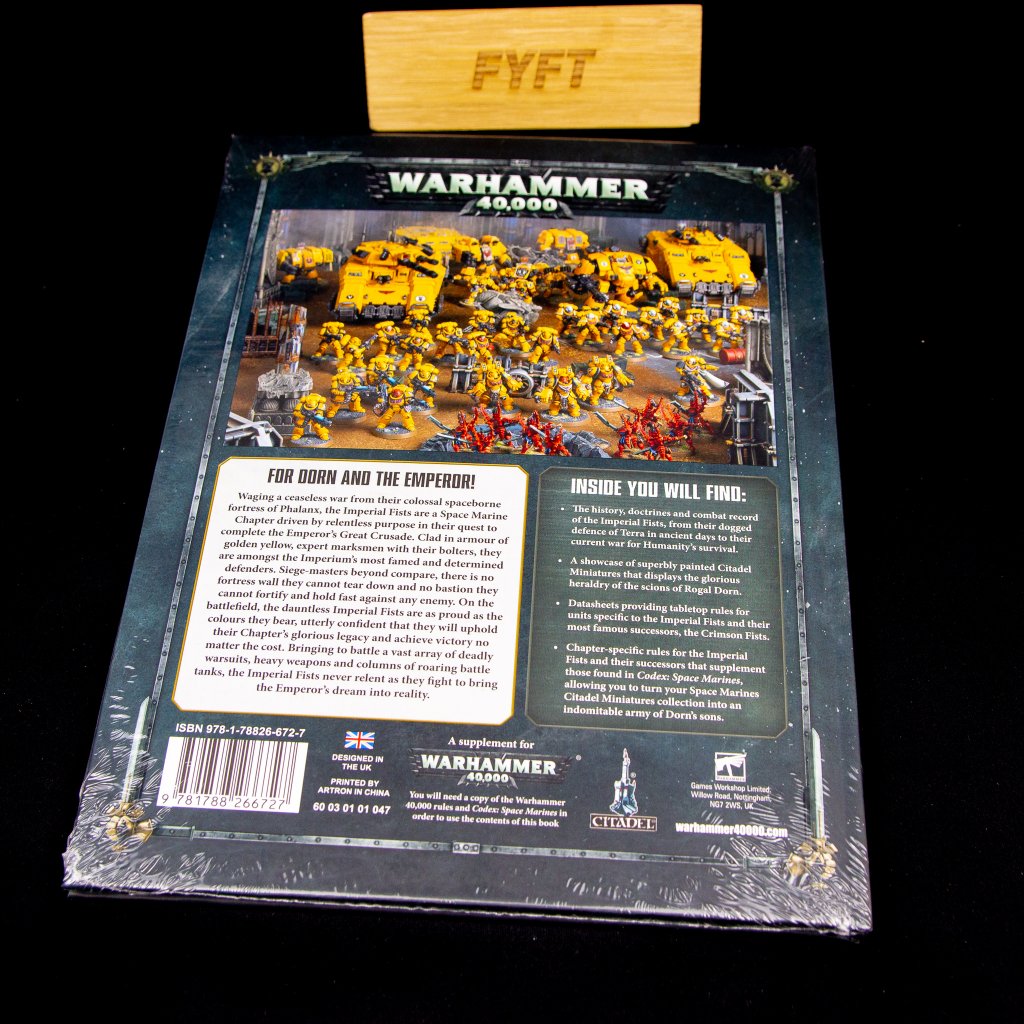 FYFT
WARHAMMER
40,000
FOR DORN AND THE EMPEROR!
Waging a ceaseless war from their colossal spaceborne
fortress of Phalanx, the Imperial Fists are a Space Marine
Chapter driven by relentless purpose in their quest to
complete the Emperor's Great Crusade. Clad in armour of
golden yellow, expert marksmen with their bolters, they
are amongst the Imperium's most famed and determined
defenders. Siege-masters beyond compare, there is no
fortress wall they cannot tear down and no bastion they
cannot fortify and hold fast against any enemy. On the
battlefield, the dauntless Imperial Fists are as proud as the
colours they bear, utterly confident that they will uphold
their Chapter's glorious legacy and achieve victory no
matter the cost. Bringing to battle a vast array of deadly
warsuits, heavy weapons and columns of roaring battle
tanks, the Imperial Fists never relent as they fight to bring
the Emperor's dream into reality.
INSIDE YOU WILL FIND:
• The history, doctrines and combat record
of the Imperial Fists, from their dogged
defence of Terra in ancient days to their
current war for Humanity's survival.
• A showcase of superbly painted Citadel
Miniatures that displays the glorious
heraldry of the scions of Rogal Dorn.
• Datasheets providing tabletop rules for
units specific to the Imperial Fists and their
most famous successors, the Crimson Fists.
• Chapter-specific rules for the Imperial
Fists and their successors that supplement
those found in Codex: Space Marines,
allowing you to turn your Space Marines
Citadel Miniatures collection into an
indomitable army of Dorn's sons.
ISBN 978-1-78826-672-7
9 781788 266727
DESIGNED IN
THE UK
PRINTED BY
ARTRON IN CHINA
60 03 01 01 047
A supplement for
WARHAMMER
40,000
You will need a copy of the Warhammer
40,000 rules and Codex: Space Marines in
order to use the contents of this book
CITADEL
Games Workshop Limited,
Willow Road, Nottingham,
NG7 2WS, UK
warhammer40000.com